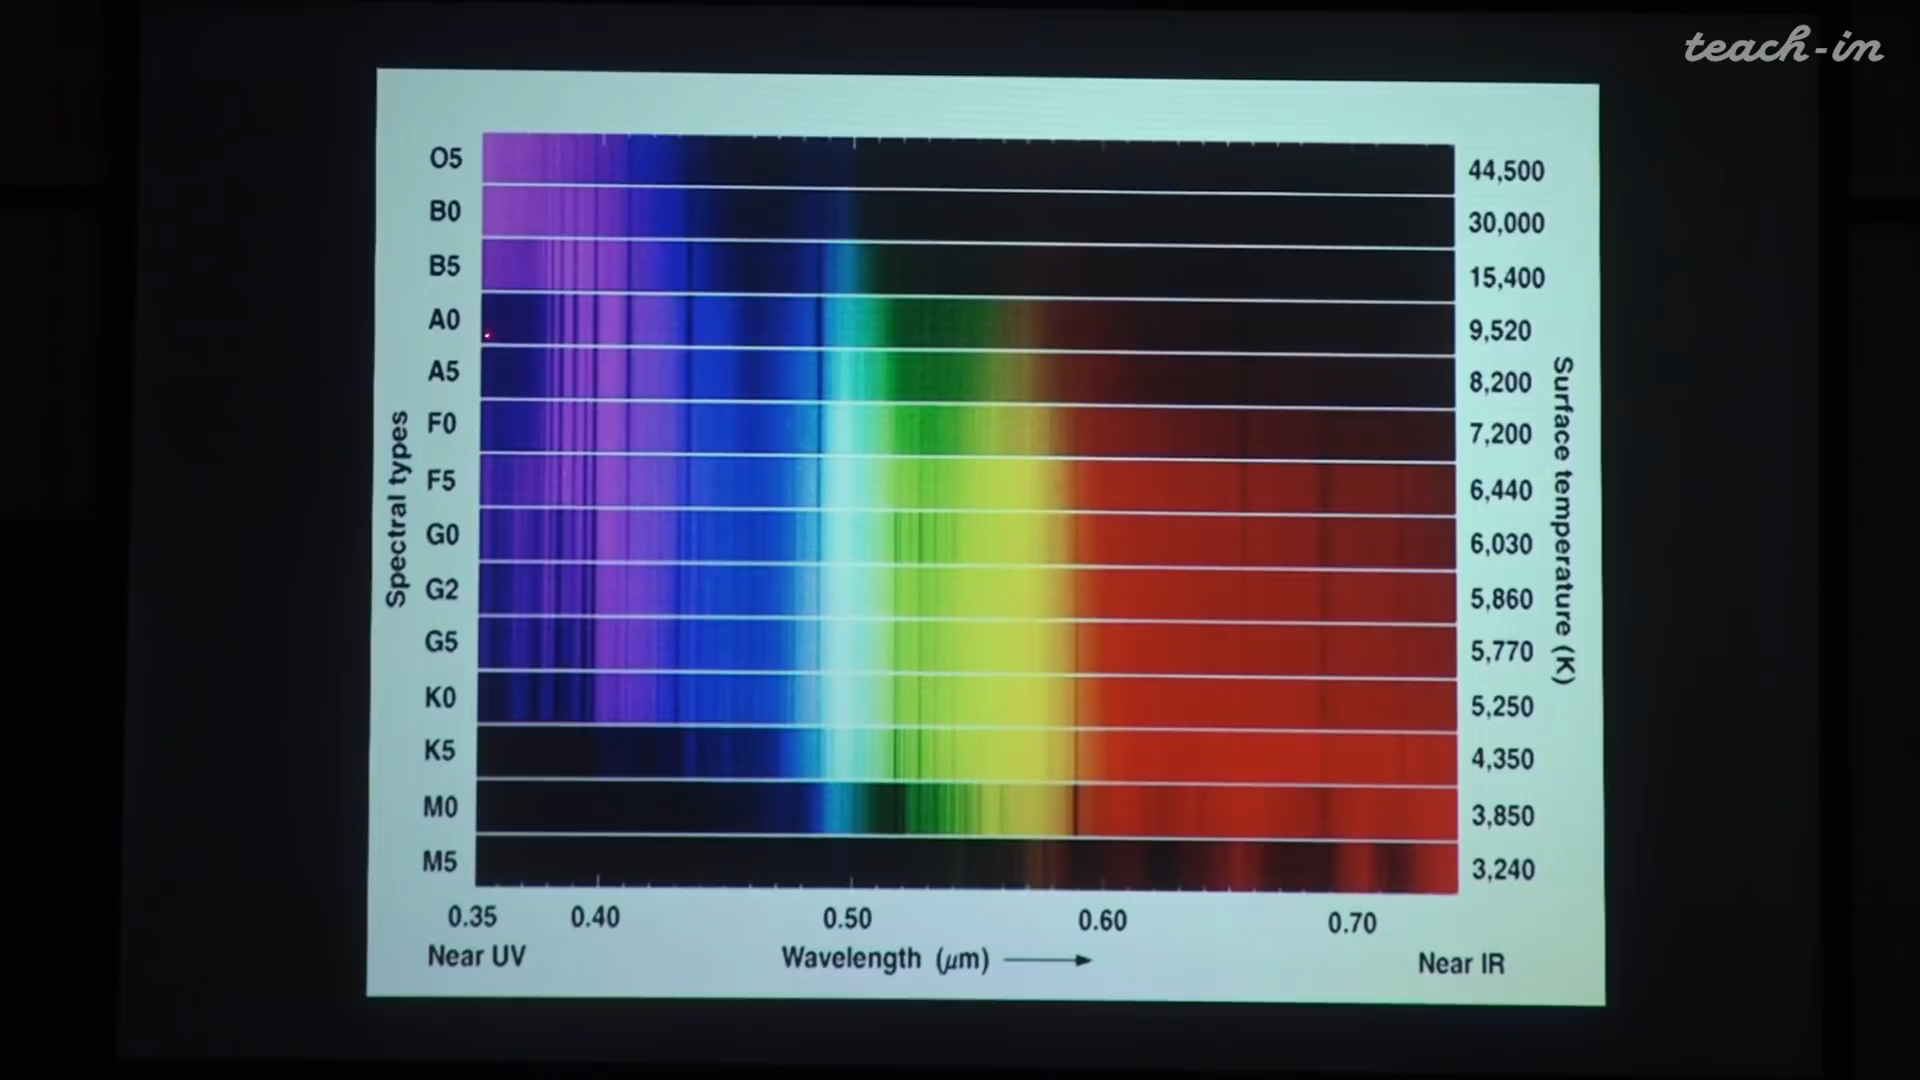 teach-in
O5 44,500
B0 30,000
B5 15,400
A0 9,520
A5 8,200
F0 7,200
F5 6,440
G0 6,030
G2 5,860
G5 5,770
K0 5,250
K5 4,350
M0 3,850
M5 3,240
Spectral types
Surface temperature (K)
0.35 0.40 0.50 0.60 0.70
Near UV Wavelength (μm) Near IR